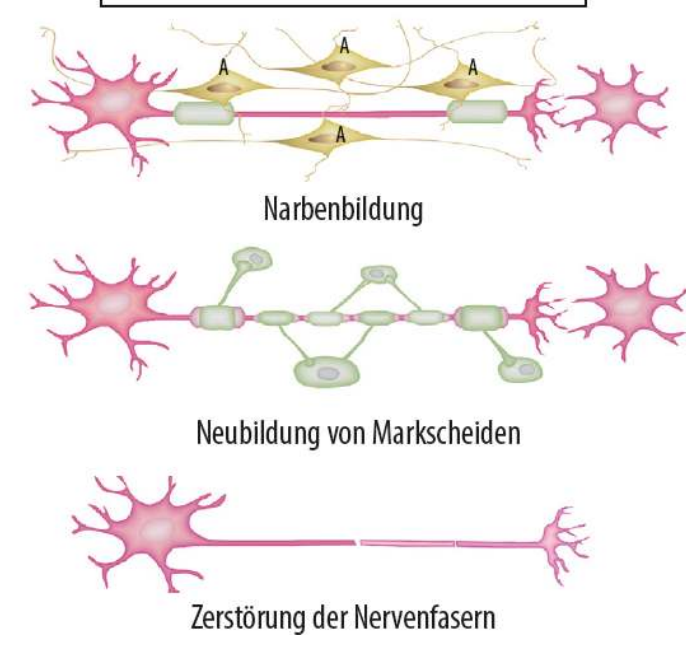 A
A
A
A
Narbenbildung
Neubildung von Markscheiden
Zerstörung der Nervenfasern